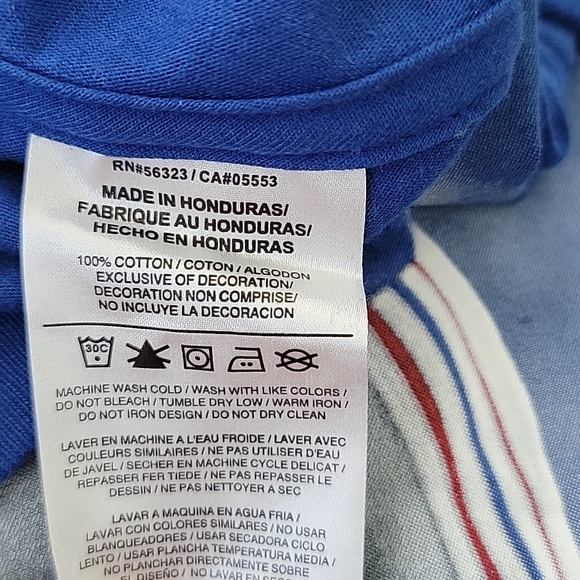 RN#56323 / CA#05553
MADE IN HONDURAS/
FABRIQUE AU HONDURAS/
HECHO EN HONDURAS
100% COTTON / COTON / ALGODON
EXCLUSIVE OF DECORATION/
DECORATION NON COMPRISE/
NO INCLUYE LA DECORACION
30C
MACHINE WASH COLD / WASH WITH LIKE COLORS /
DO NOT BLEACH / TUMBLE DRY LOW / WARM IRON /
DO NOT IRON DESIGN / DO NOT DRY CLEAN
LAVER EN MACHINE A L'EAU FROIDE / LAVER AVEC
COULEURS SIMILAIRES / NE PAS UTILISER D'EAU
DE JAVEL / SECHER EN MACHINE CYCLE DELICAT /
REPASSER FER TIEDE / NE PAS REPASSER LE
DESSIN / NE PAS NETTOYER A SEC
LAVAR A MAQUINA EN AGUA FRIA /
LAVAR CON COLORES SIMILARES / NO USAR
BLANQUEADORES / USAR SECADORA CICLO
LENTO / USAR PLANCHA TEMPERATURA MEDIA /
NO PLANCHAR DIRECTAMENTE SOBRE
EL DISEÑO / NO LAVAR EN